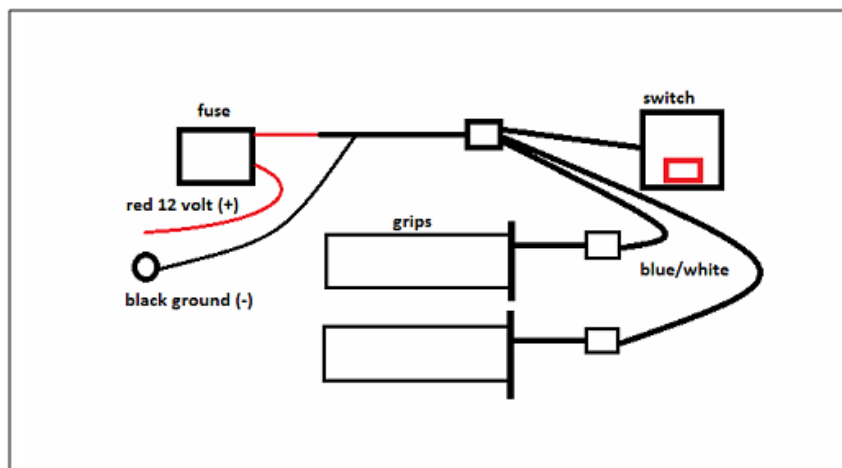 switch
fuse
red 12 volt (+)
grips
blue/white
black ground (-)